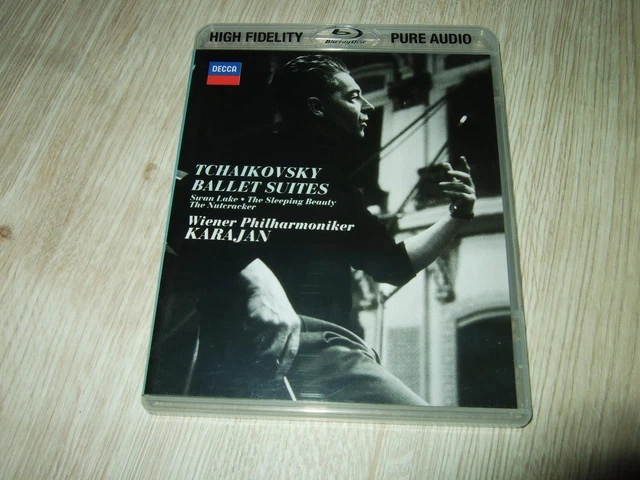 HIGH FIDELITY Blu-ray Disc PURE AUDIO
DECCA
TCHAIKOVSKY
BALLET SUITES
Swan Lake • The Sleeping Beauty
The Nutcracker
Wiener Philharmoniker
KARAJAN